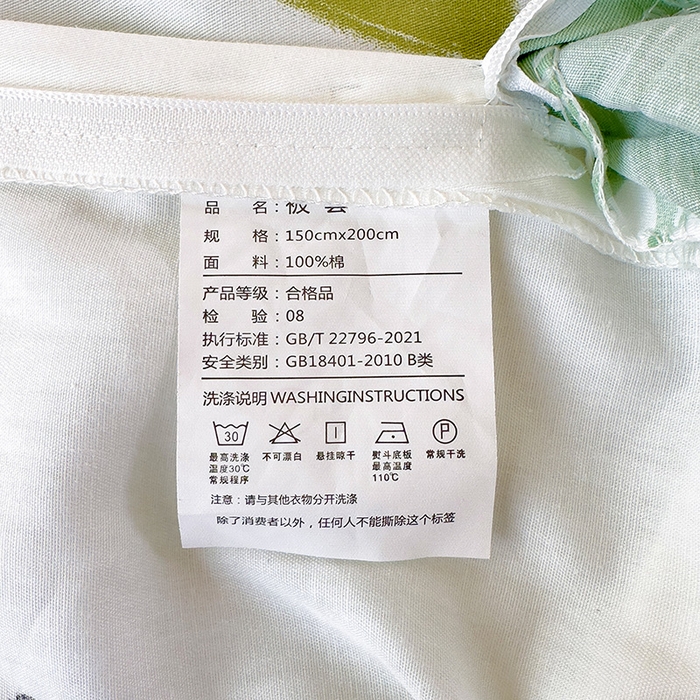 品 名：被套
规 格：150cmx200cm
面 料：100%棉
产品等级：合格品
检 验：08
执行标准：GB/T 22796-2021
安全类别：GB18401-2010 B类
洗涤说明 WASHINGINSTRUCTIONS
30 P
最高洗涤温度30℃常规程序 不可漂白 悬挂晾干 熨斗底板最高温度110℃ 常规干洗
注意：请与其他衣物分开洗涤
除了消费者以外，任何人不能撕除这个标签